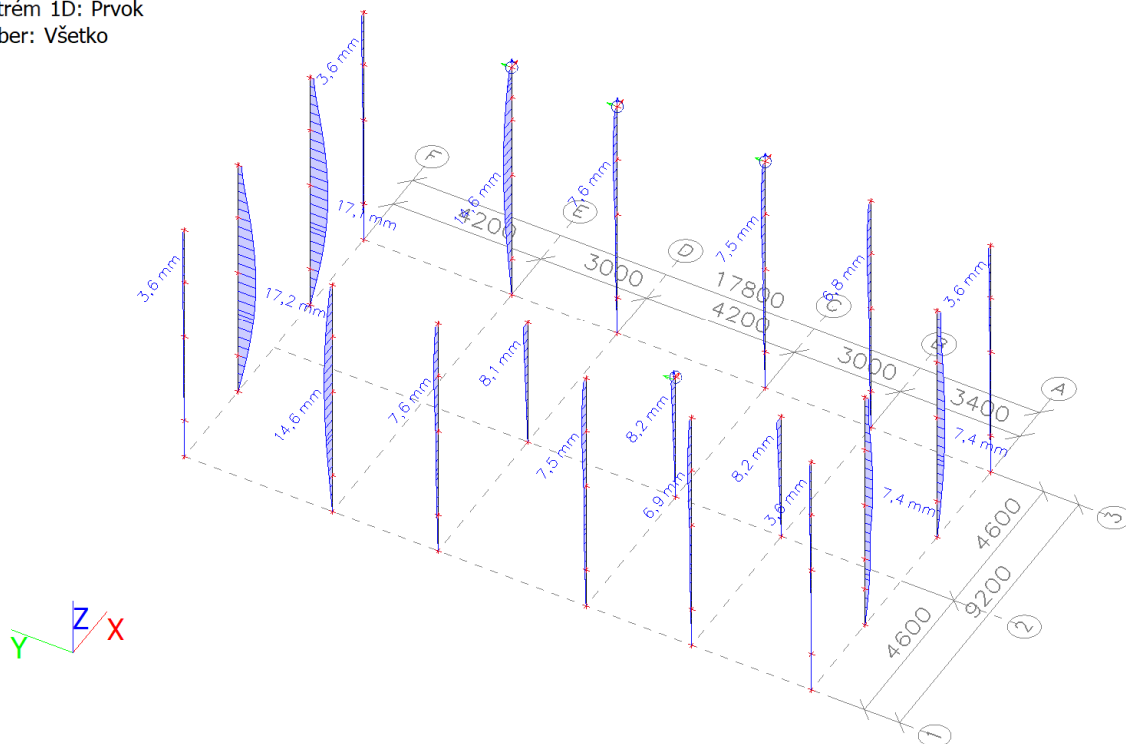 trém 1D: Prvok
ber: Všetko
3,6 mm
F
17,1 mm
7,6 mm
4200
E
3,6 mm
3000
D
7,5 mm
17800
4200
6,8 mm
C
3,6 mm
17,2 mm
3000
B
8,1 mm
3400
A
14,6 mm
7,6 mm
8,2 mm
7,4 mm
7,5 mm
8,2 mm
6,9 mm
3,6 mm
7,4 mm
4600
3
9200
4600
2
1
Z
X
Y